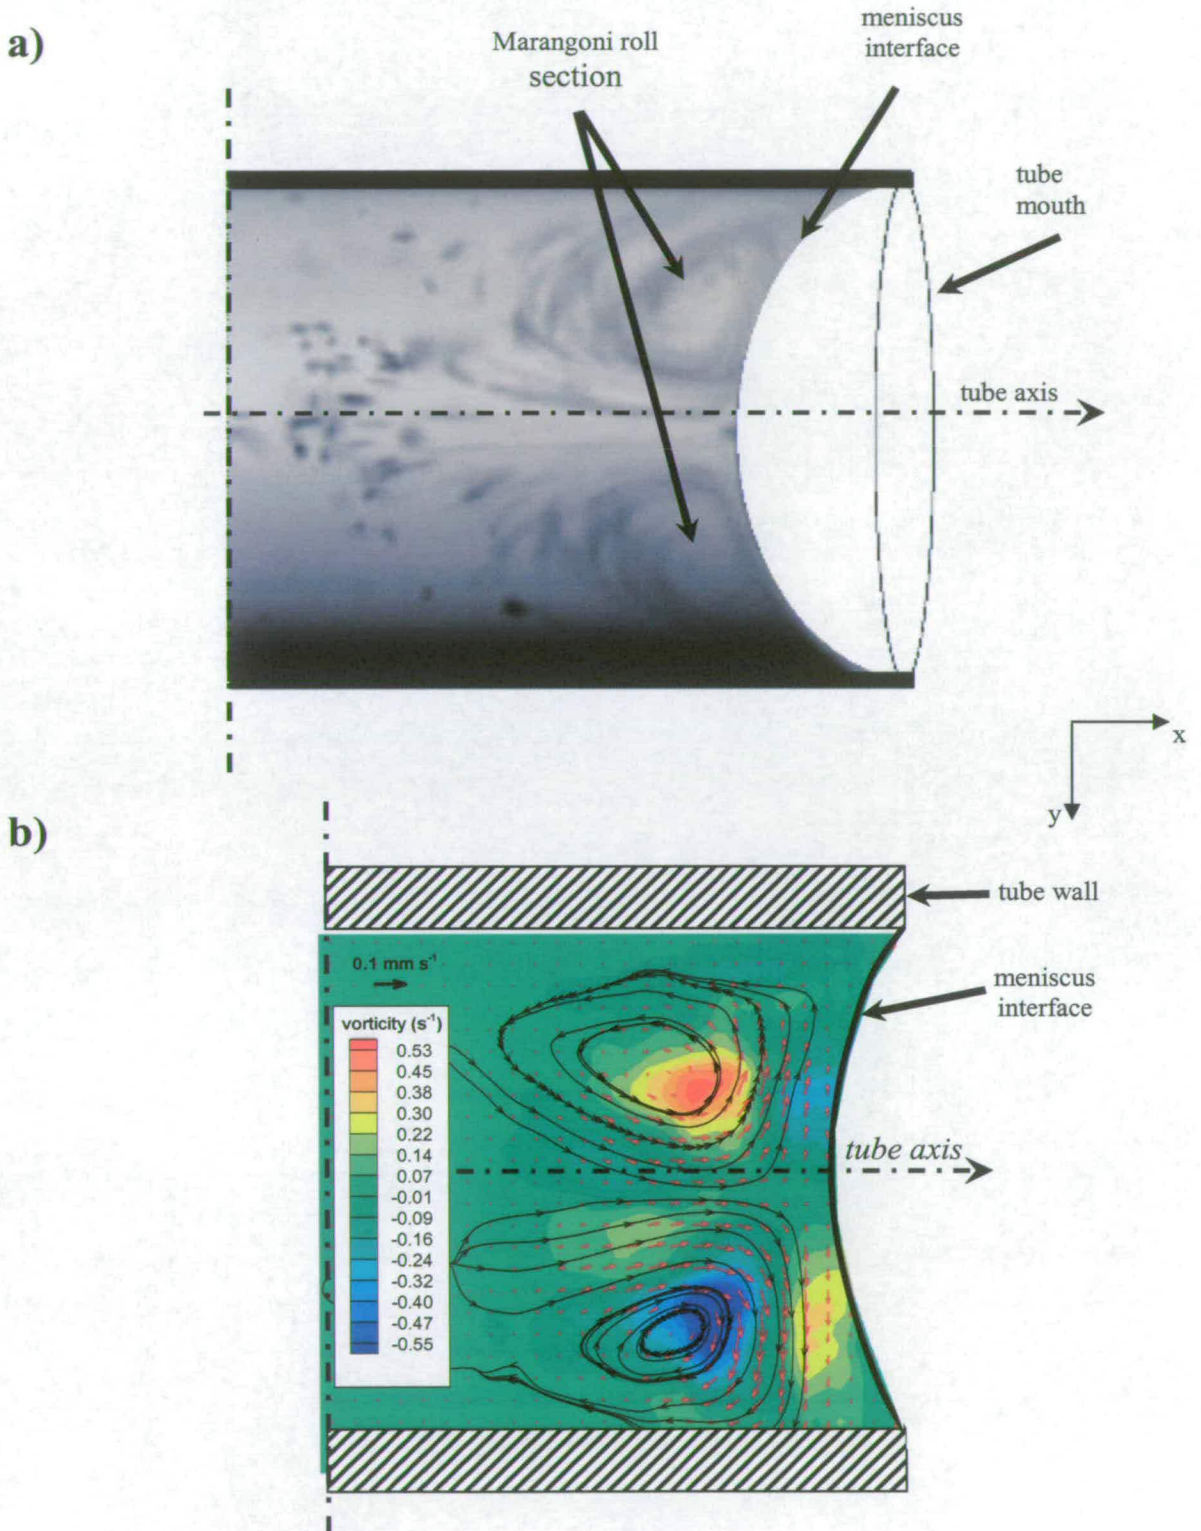 a)
Marangoni roll
section
meniscus
interface
tube
mouth
tube axis
x
y
b)
tube wall
0.1 mm s-1
meniscus
interface
vorticity (s-1)
0.53
0.45
0.38
0.30
0.22
0.14
0.07
-0.01
-0.09
-0.16
-0.24
-0.32
-0.40
-0.47
-0.55
tube axis